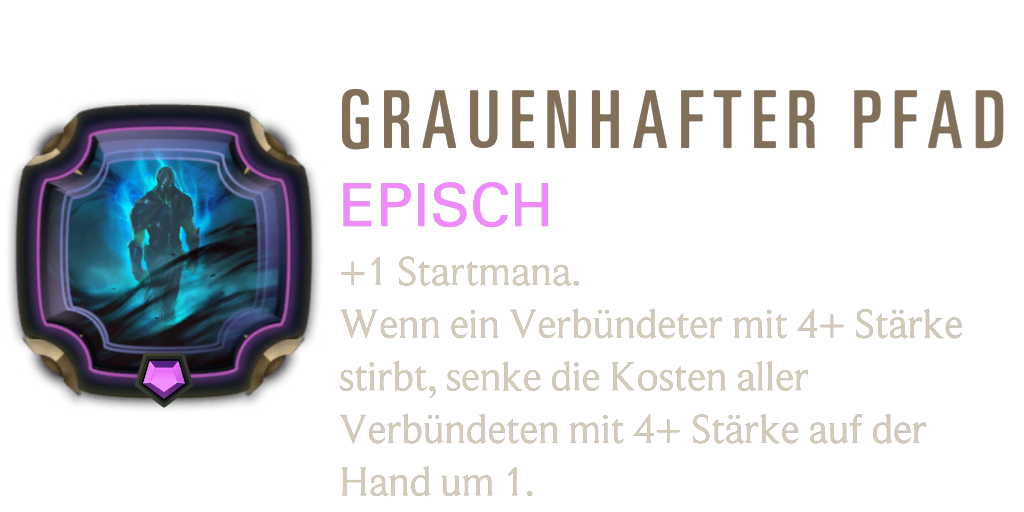 GRAUENHAFTER PFAD
EPISCH
+1 Startmana.
Wenn ein Verbündeter mit 4+ Stärke
stirbt, senke die Kosten aller
Verbündeten mit 4+ Stärke auf der
Hand um 1.